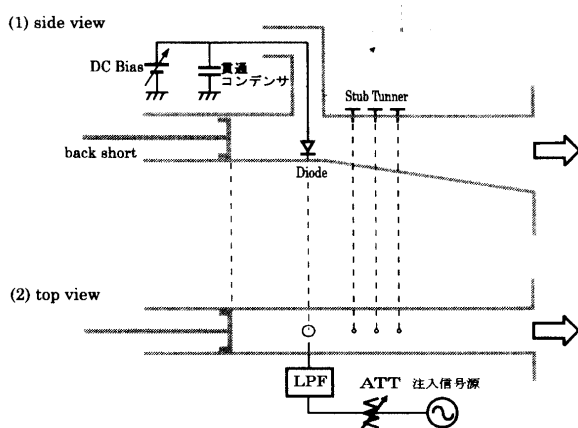 (1) side view
DC Bias
貫通
コンデンサ
Stub Tunner
back short
Diode
(2) top view
LPF
ATT
注入信号源